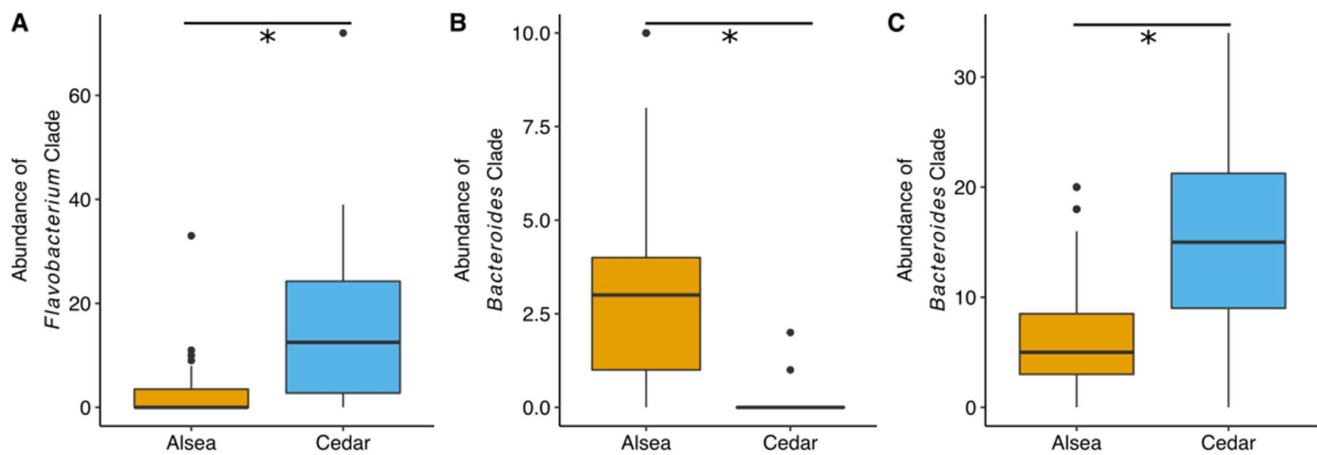 A
Abundance of
Flavobacterium Clade
60
40
20
0
*
Alsea
Cedar
B
Abundance of
Bacteroides Clade
10.0
7.5
5.0
2.5
0.0
*
Alsea
Cedar
C
Abundance of
Bacteroides Clade
30
20
10
0
*
Alsea
Cedar